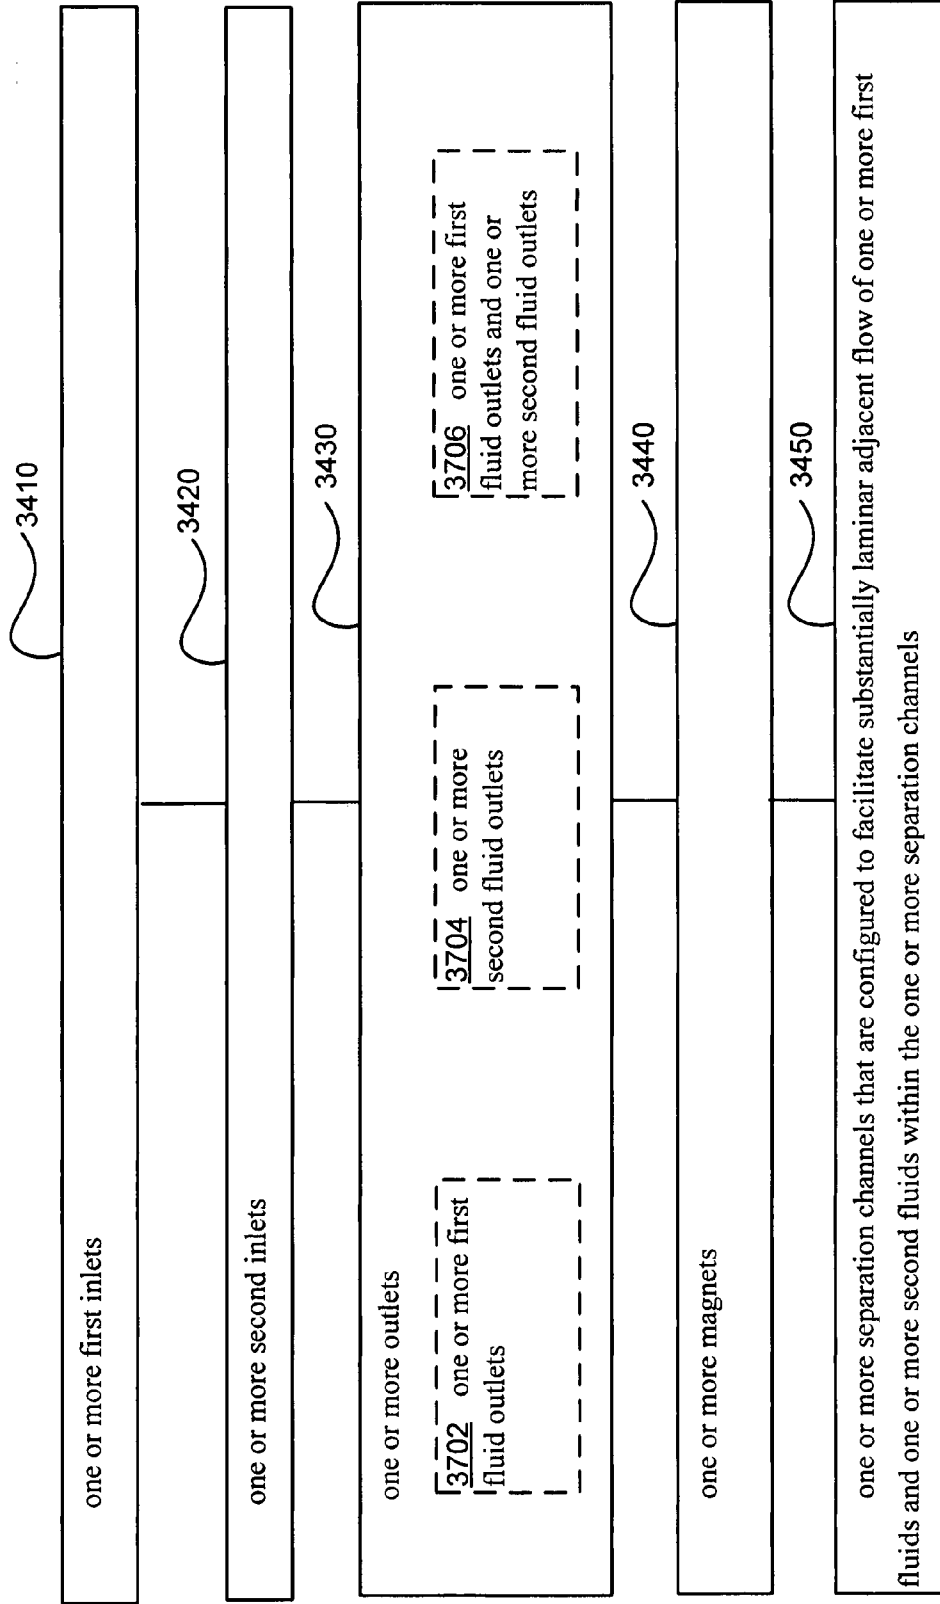 3410
one or more first inlets
3420
one or more second inlets
3430
one or more outlets
3702 one or more first
fluid outlets
3704 one or more
second fluid outlets
3706 one or more first
fluid outlets and one or
more second fluid outlets
3440
one or more magnets
3450
one or more separation channels that are configured to facilitate substantially laminar adjacent flow of one or more first
fluids and one or more second fluids within the one or more separation channels